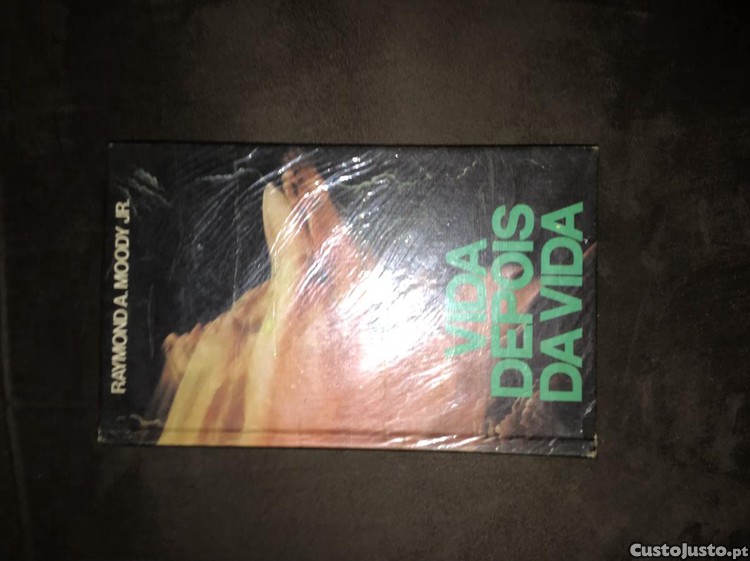 RAYMOND A. MOODY JR.
VIDA
DEPOIS
DA VIDA
CustoJusto.pt